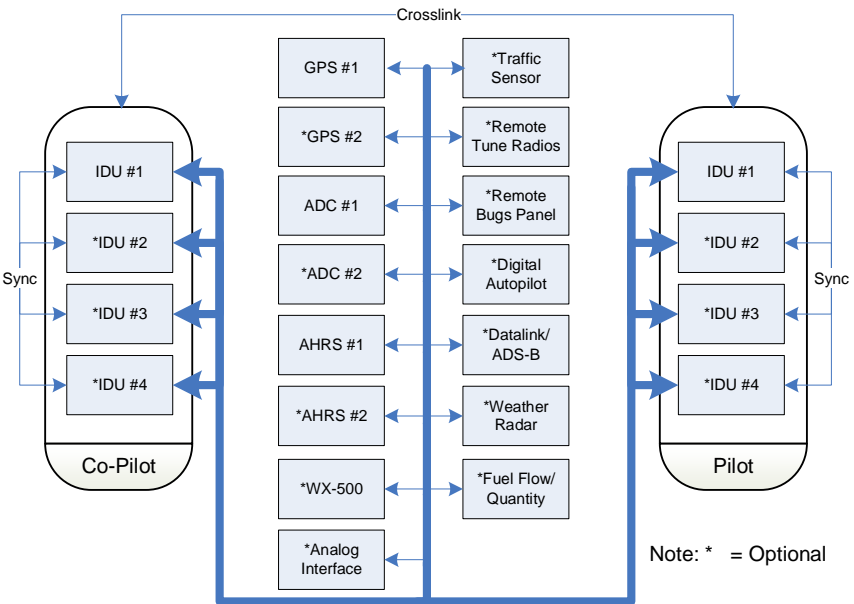 Crosslink
GPS #1
*Traffic
Sensor
*GPS #2
*Remote
Tune Radios
IDU #1
ADC #1
*Remote
Bugs Panel
IDU #1
*IDU #2
*ADC #2
*Digital
Autopilot
*IDU #2
Sync
Sync
*IDU #3
AHRS #1
*Datalink/
ADS-B
*IDU #3
*IDU #4
*AHRS #2
*Weather
Radar
*IDU #4
Co-Pilot
*WX-500
*Fuel Flow/
Quantity
Pilot
*Analog
Interface
Note: * = Optional